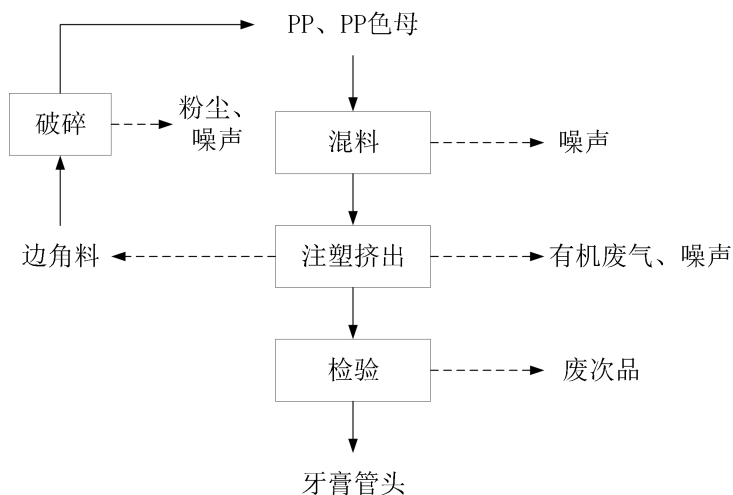 PP、PP色母
破碎
粉尘、
噪声
混料
噪声
边角料
注塑挤出
有机废气、噪声
检验
废次品
牙膏管头